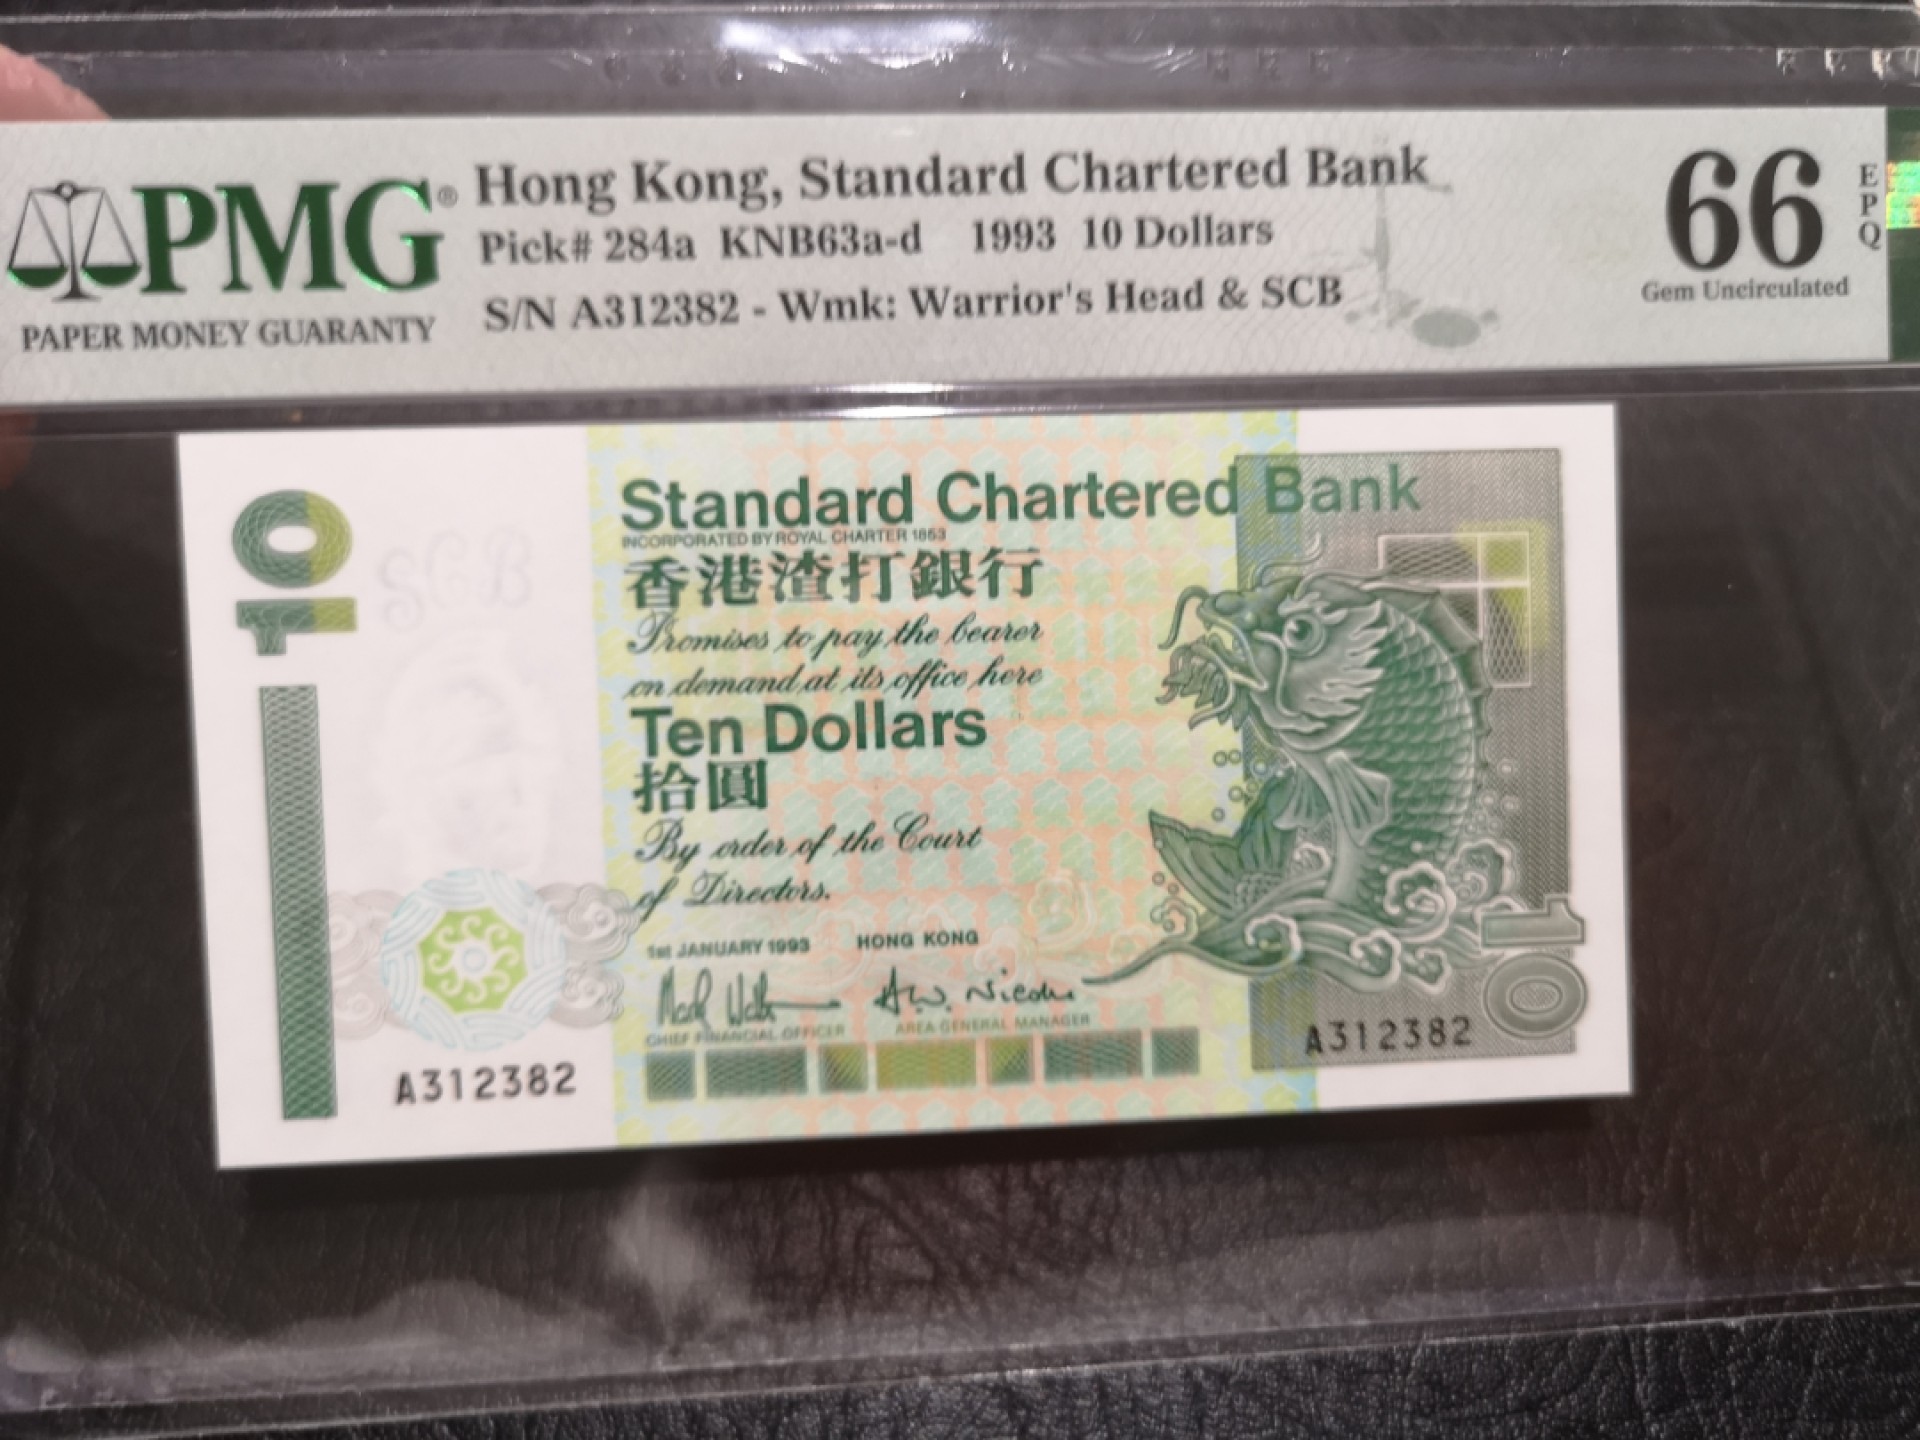 PMG®
PAPER MONEY GUARANTY
Hong Kong, Standard Chartered Bank
Pick# 284a KNB63a-d 1993 10 Dollars
S/N A312382 - Wmk: Warrior's Head & SCB
66
EPQ
Gem Uncirculated
10
SCB
Standard Chartered Bank
INCORPORATED BY ROYAL CHARTER 1853
香港渣打銀行
Promises to pay the bearer
on demand at its office here
Ten Dollars
拾圓
By order of the Court
of Directors.
1st JANUARY 1993 HONG KONG
CHIEF FINANCIAL OFFICER AREA GENERAL MANAGER
A312382
A312382
10